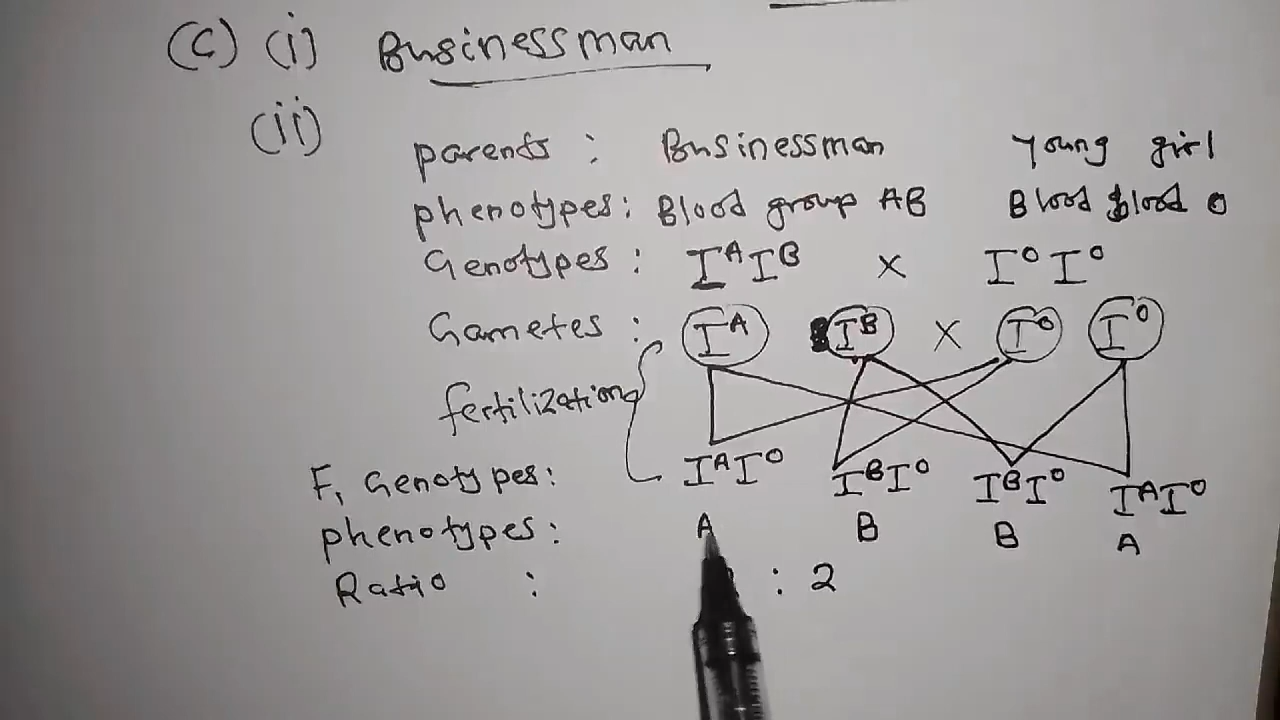 (C) (i) Businessman
(ii)
parents : Businessman Young girl
phenotypes: Blood group AB Blood blood O
Genotypes : IᴬIᴮ × IᴼIᴼ
Gametes : Iᴬ Iᴮ × Iᴼ Iᴼ
fertilization
F₁ Genotypes: IᴬIᴼ IᴮIᴼ IᴮIᴼ IᴬIᴼ
phenotypes: A B B A
Ratio : : 2